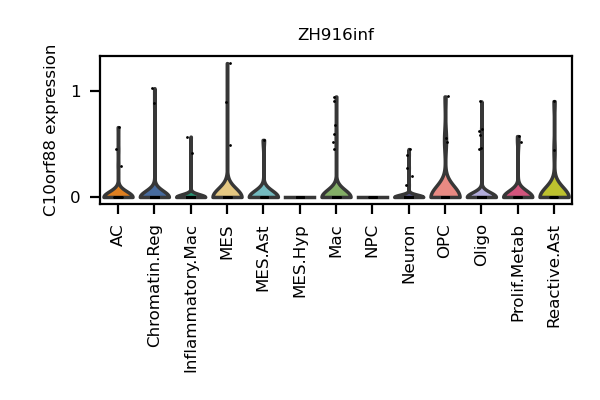 ZH916inf
C10orf88 expression
1
0
AC
Chromatin.Reg
Inflammatory.Mac
MES
MES.Ast
MES.Hyp
Mac
NPC
Neuron
OPC
Oligo
Prolif.Metab
Reactive.Ast